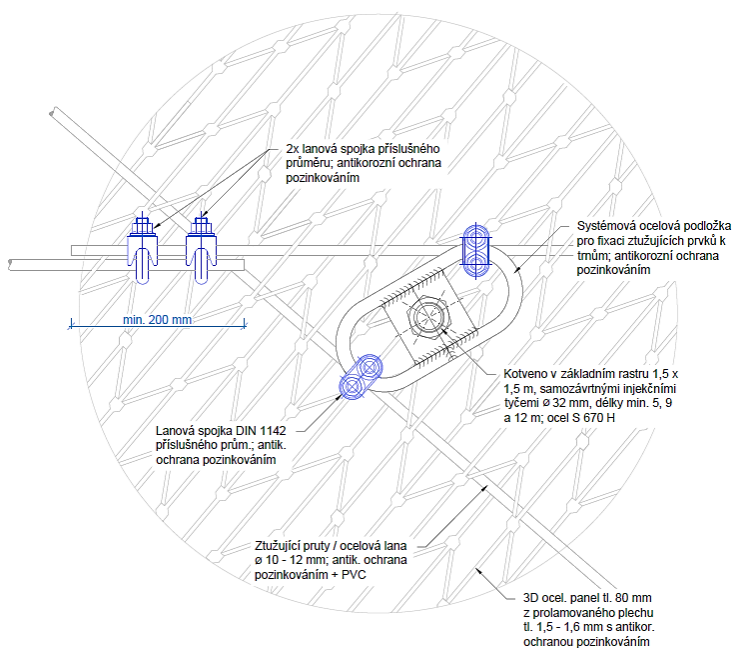 2x lanová spojka příslušného
průměru; antikorozní ochrana
pozinkováním
Systémová ocelová podložka
pro fixaci ztužujících prvků k
trnům; antikorozní ochrana
pozinkováním
min. 200 mm
Kotveno v základním rastru 1,5 x
1,5 m, samozávrtnými injekčními
tyčemi ø 32 mm, délky min. 5, 9
a 12 m; ocel S 670 H
Lanová spojka DIN 1142
příslušného prům.; antik.
ochrana pozinkováním
Ztužující pruty / ocelová lana
ø 10 - 12 mm; antik. ochrana
pozinkováním + PVC
3D ocel. panel tl. 80 mm
z prolamovaného plechu
tl. 1,5 - 1,6 mm s antikor.
ochranou pozinkováním